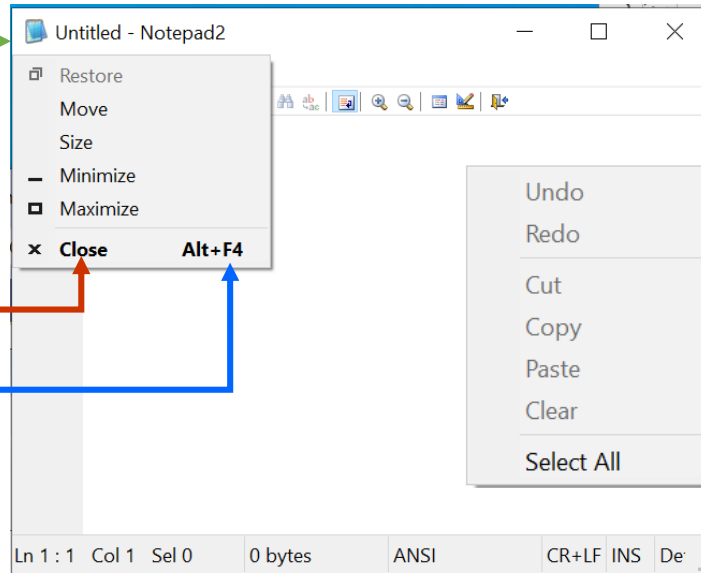 Untitled - Notepad2
Restore
Move
Size
Minimize
Maximize
Close Alt+F4
Undo
Redo
Cut
Copy
Paste
Clear
Select All
Ln 1 : 1 Col 1 Sel 0 0 bytes ANSI CR+LF INS De